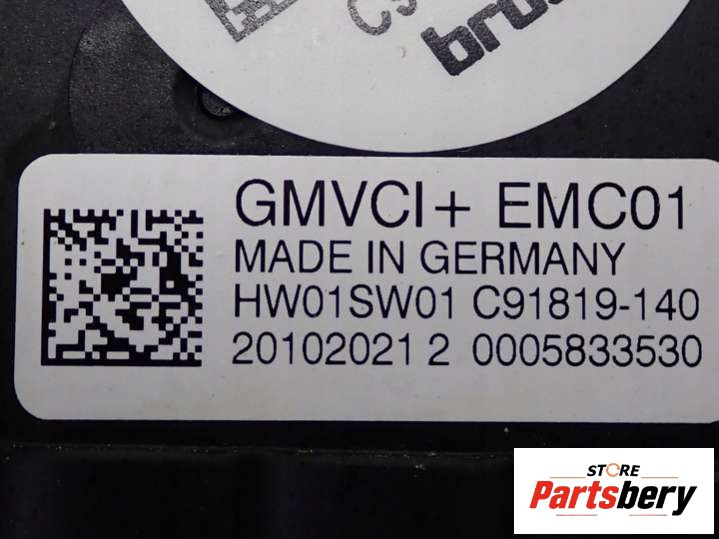 GMVCI+ EMC01
MADE IN GERMANY
HW01SW01 C91819-140
20102021 2 0005833530
STORE
Partsbery